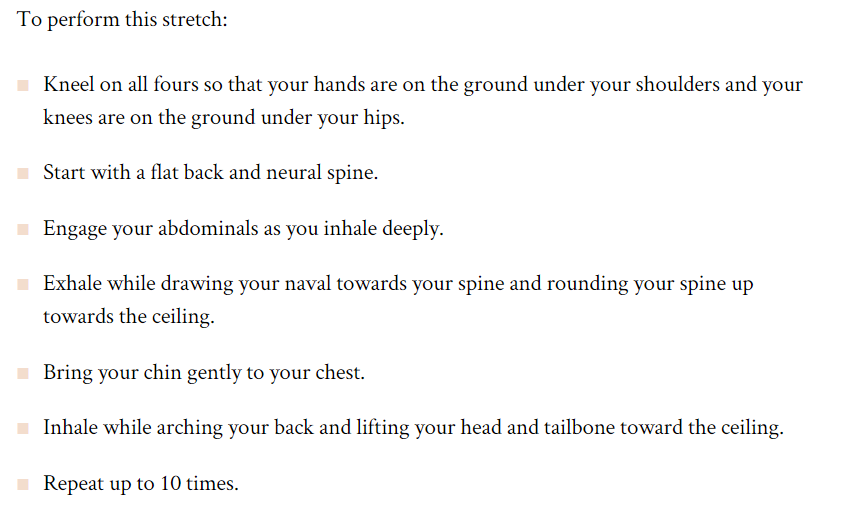 To perform this stretch:
Kneel on all fours so that your hands are on the ground under your shoulders and your
knees are on the ground under your hips.
Start with a flat back and neural spine.
Engage your abdominals as you inhale deeply.
Exhale while drawing your naval towards your spine and rounding your spine up
towards the ceiling.
Bring your chin gently to your chest.
Inhale while arching your back and lifting your head and tailbone toward the ceiling.
Repeat up to 10 times.